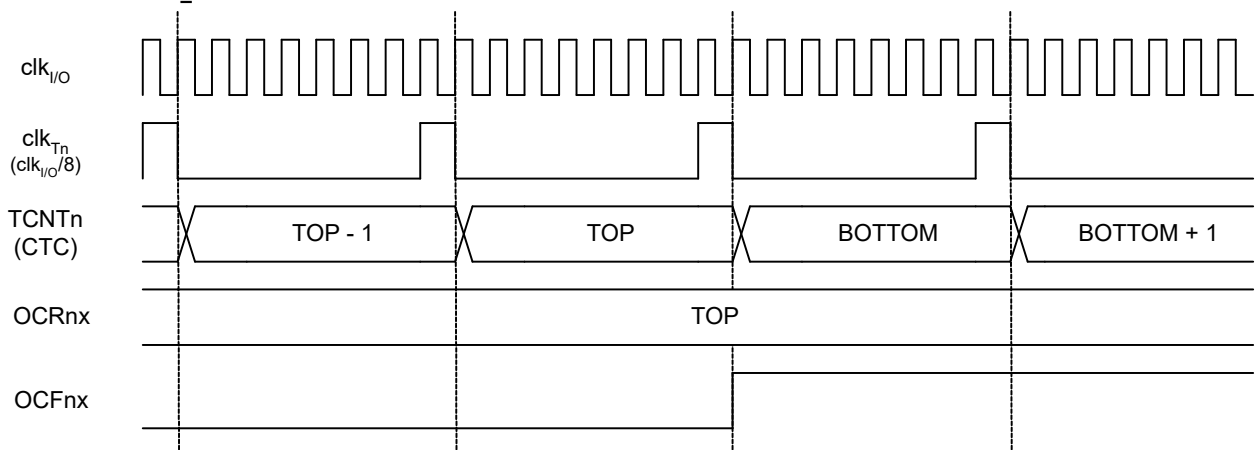 clkI/O
clkTn
(clkI/O/8)
TCNTn
(CTC)
TOP - 1
TOP
BOTTOM
BOTTOM + 1
OCRnx
TOP
OCFnx